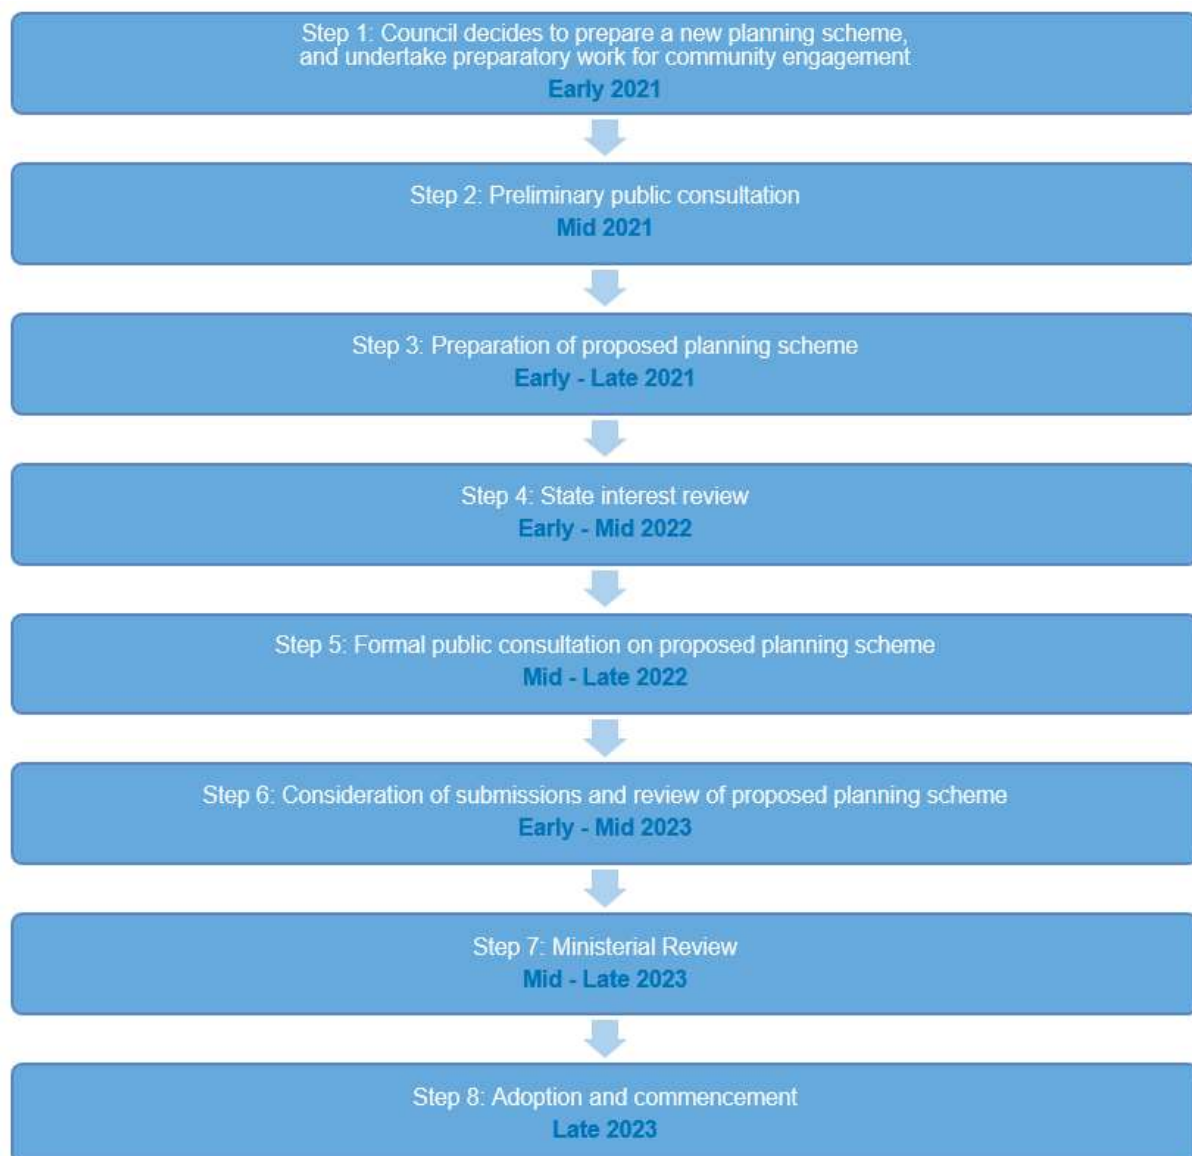 Step 1: Council decides to prepare a new planning scheme,
and undertake preparatory work for community engagement
Early 2021
Step 2: Preliminary public consultation
Mid 2021
Step 3: Preparation of proposed planning scheme
Early - Late 2021
Step 4: State interest review
Early - Mid 2022
Step 5: Formal public consultation on proposed planning scheme
Mid - Late 2022
Step 6: Consideration of submissions and review of proposed planning scheme
Early - Mid 2023
Step 7: Ministerial Review
Mid - Late 2023
Step 8: Adoption and commencement
Late 2023